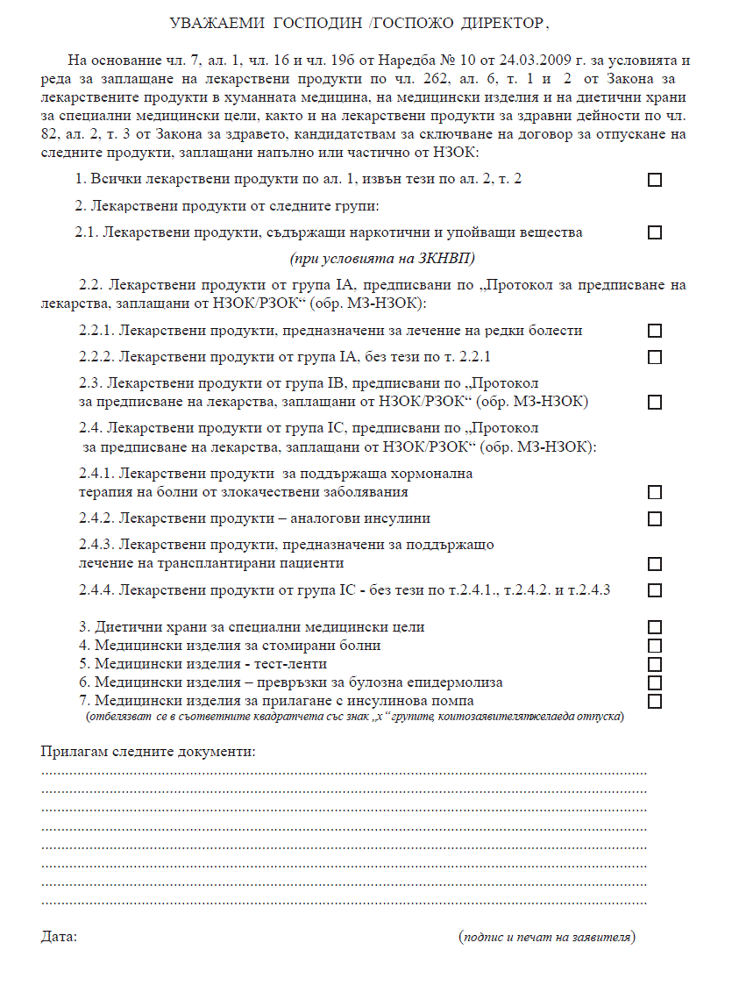 УВАЖАЕМИ ГОСПОДИН /ГОСПОЖО ДИРЕКТОР,
На основание чл. 7, ал. 1, чл. 16 и чл. 19б от Наредба № 10 от 24.03.2009 г. за условията и
реда за заплащане на лекарствени продукти по чл. 262, ал. 6, т. 1 и 2 от Закона за
лекарствените продукти в хуманната медицина, на медицински изделия и на диетични храни
за специални медицински цели, както и на лекарствени продукти за здравни дейности по чл.
82, ал. 2, т. 3 от Закона за здравето, кандидатствам за сключване на договор за отпускане на
следните продукти, заплащани напълно или частично от НЗОК:
1. Всички лекарствени продукти по ал. 1, извън тези по ал. 2, т. 2
2. Лекарствени продукти от следните групи:
2.1. Лекарствени продукти, съдържащи наркотични и упойващи вещества
(при условията на ЗКНВП)
2.2. Лекарствени продукти от група IA, предписвани по „Протокол за предписване на
лекарства, заплащани от НЗОК/РЗОК“ (обр. МЗ-НЗОК):
2.2.1. Лекарствени продукти, предназначени за лечение на редки болести
2.2.2. Лекарствени продукти от група IA, без тези по т. 2.2.1
2.3. Лекарствени продукти от група IB, предписвани по „Протокол
за предписване на лекарства, заплащани от НЗОК/РЗОК“ (обр. МЗ-НЗОК)
2.4. Лекарствени продукти от група IC, предписвани по „Протокол
за предписване на лекарства, заплащани от НЗОК/РЗОК“ (обр. МЗ-НЗОК):
2.4.1. Лекарствени продукти за поддържаща хормонална
терапия на болни от злокачествени заболявания
2.4.2. Лекарствени продукти – аналогови инсулини
2.4.3. Лекарствени продукти, предназначени за поддържащо
лечение на трансплантирани пациенти
2.4.4. Лекарствени продукти от група IC - без тези по т.2.4.1., т.2.4.2. и т.2.4.3
3. Диетични храни за специални медицински цели
4. Медицински изделия за стомирани болни
5. Медицински изделия - тест-ленти
6. Медицински изделия – превръзки за булозна епидермолиза
7. Медицински изделия за прилагане с инсулинова помпа
(отбелязват се в съответните квадратчета със знак „х“ групите, коитозаявителятжелаеда отпуска)
Прилагам следните документи:
Дата:
(подпис и печат на заявителя)